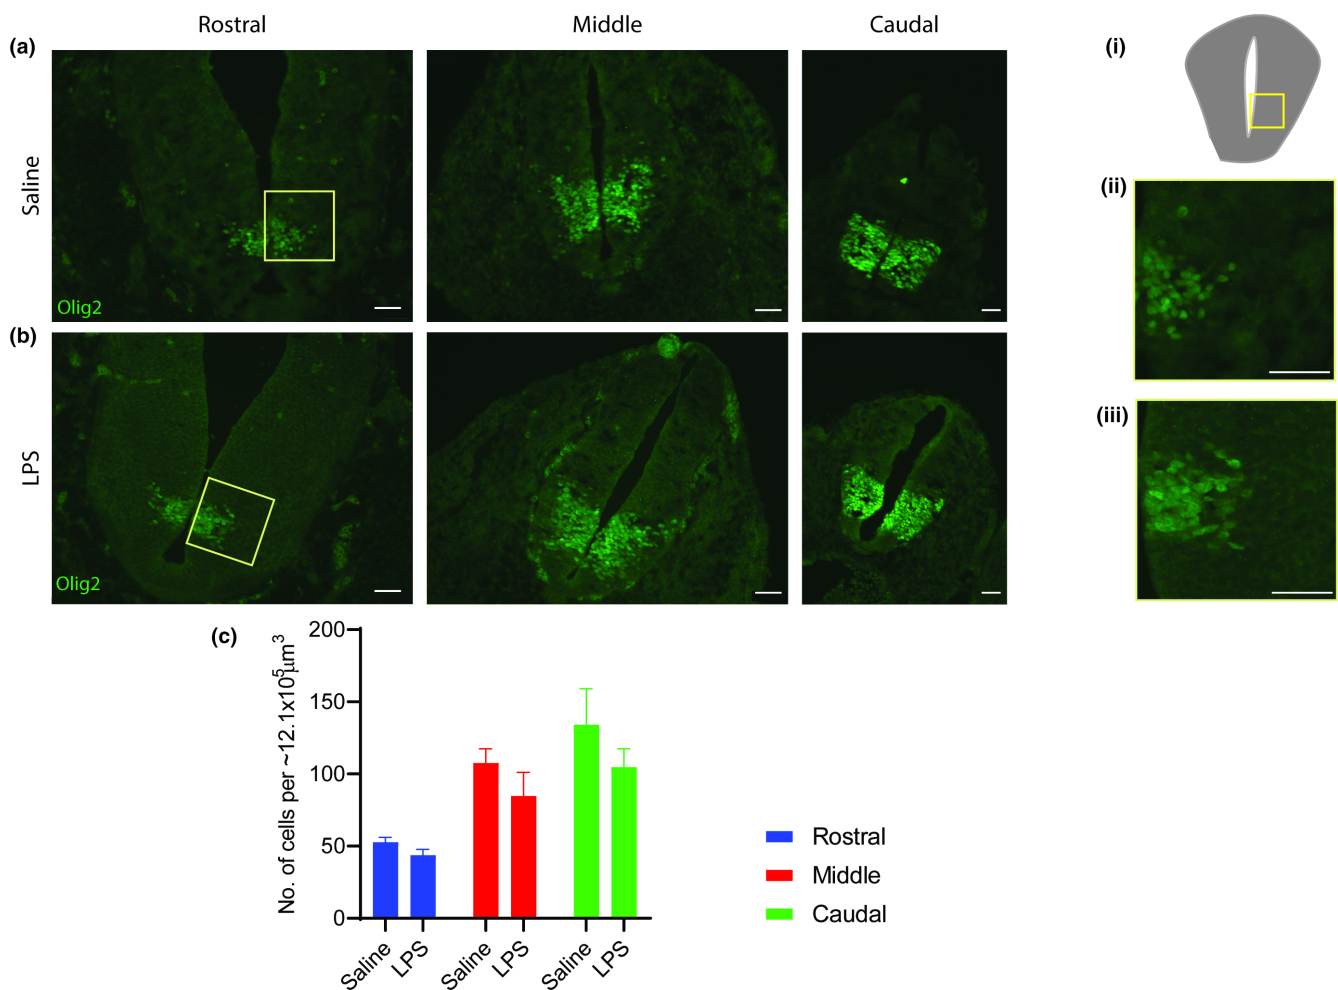 Rostral
Middle
Caudal
(a)
Saline
Olig2
(b)
LPS
Olig2
(i)
(ii)
(iii)
(c)
No. of cells per ~12.1x10⁵µm³
200
150
100
50
0
Saline
LPS
Saline
LPS
Saline
LPS
Rostral
Middle
Caudal